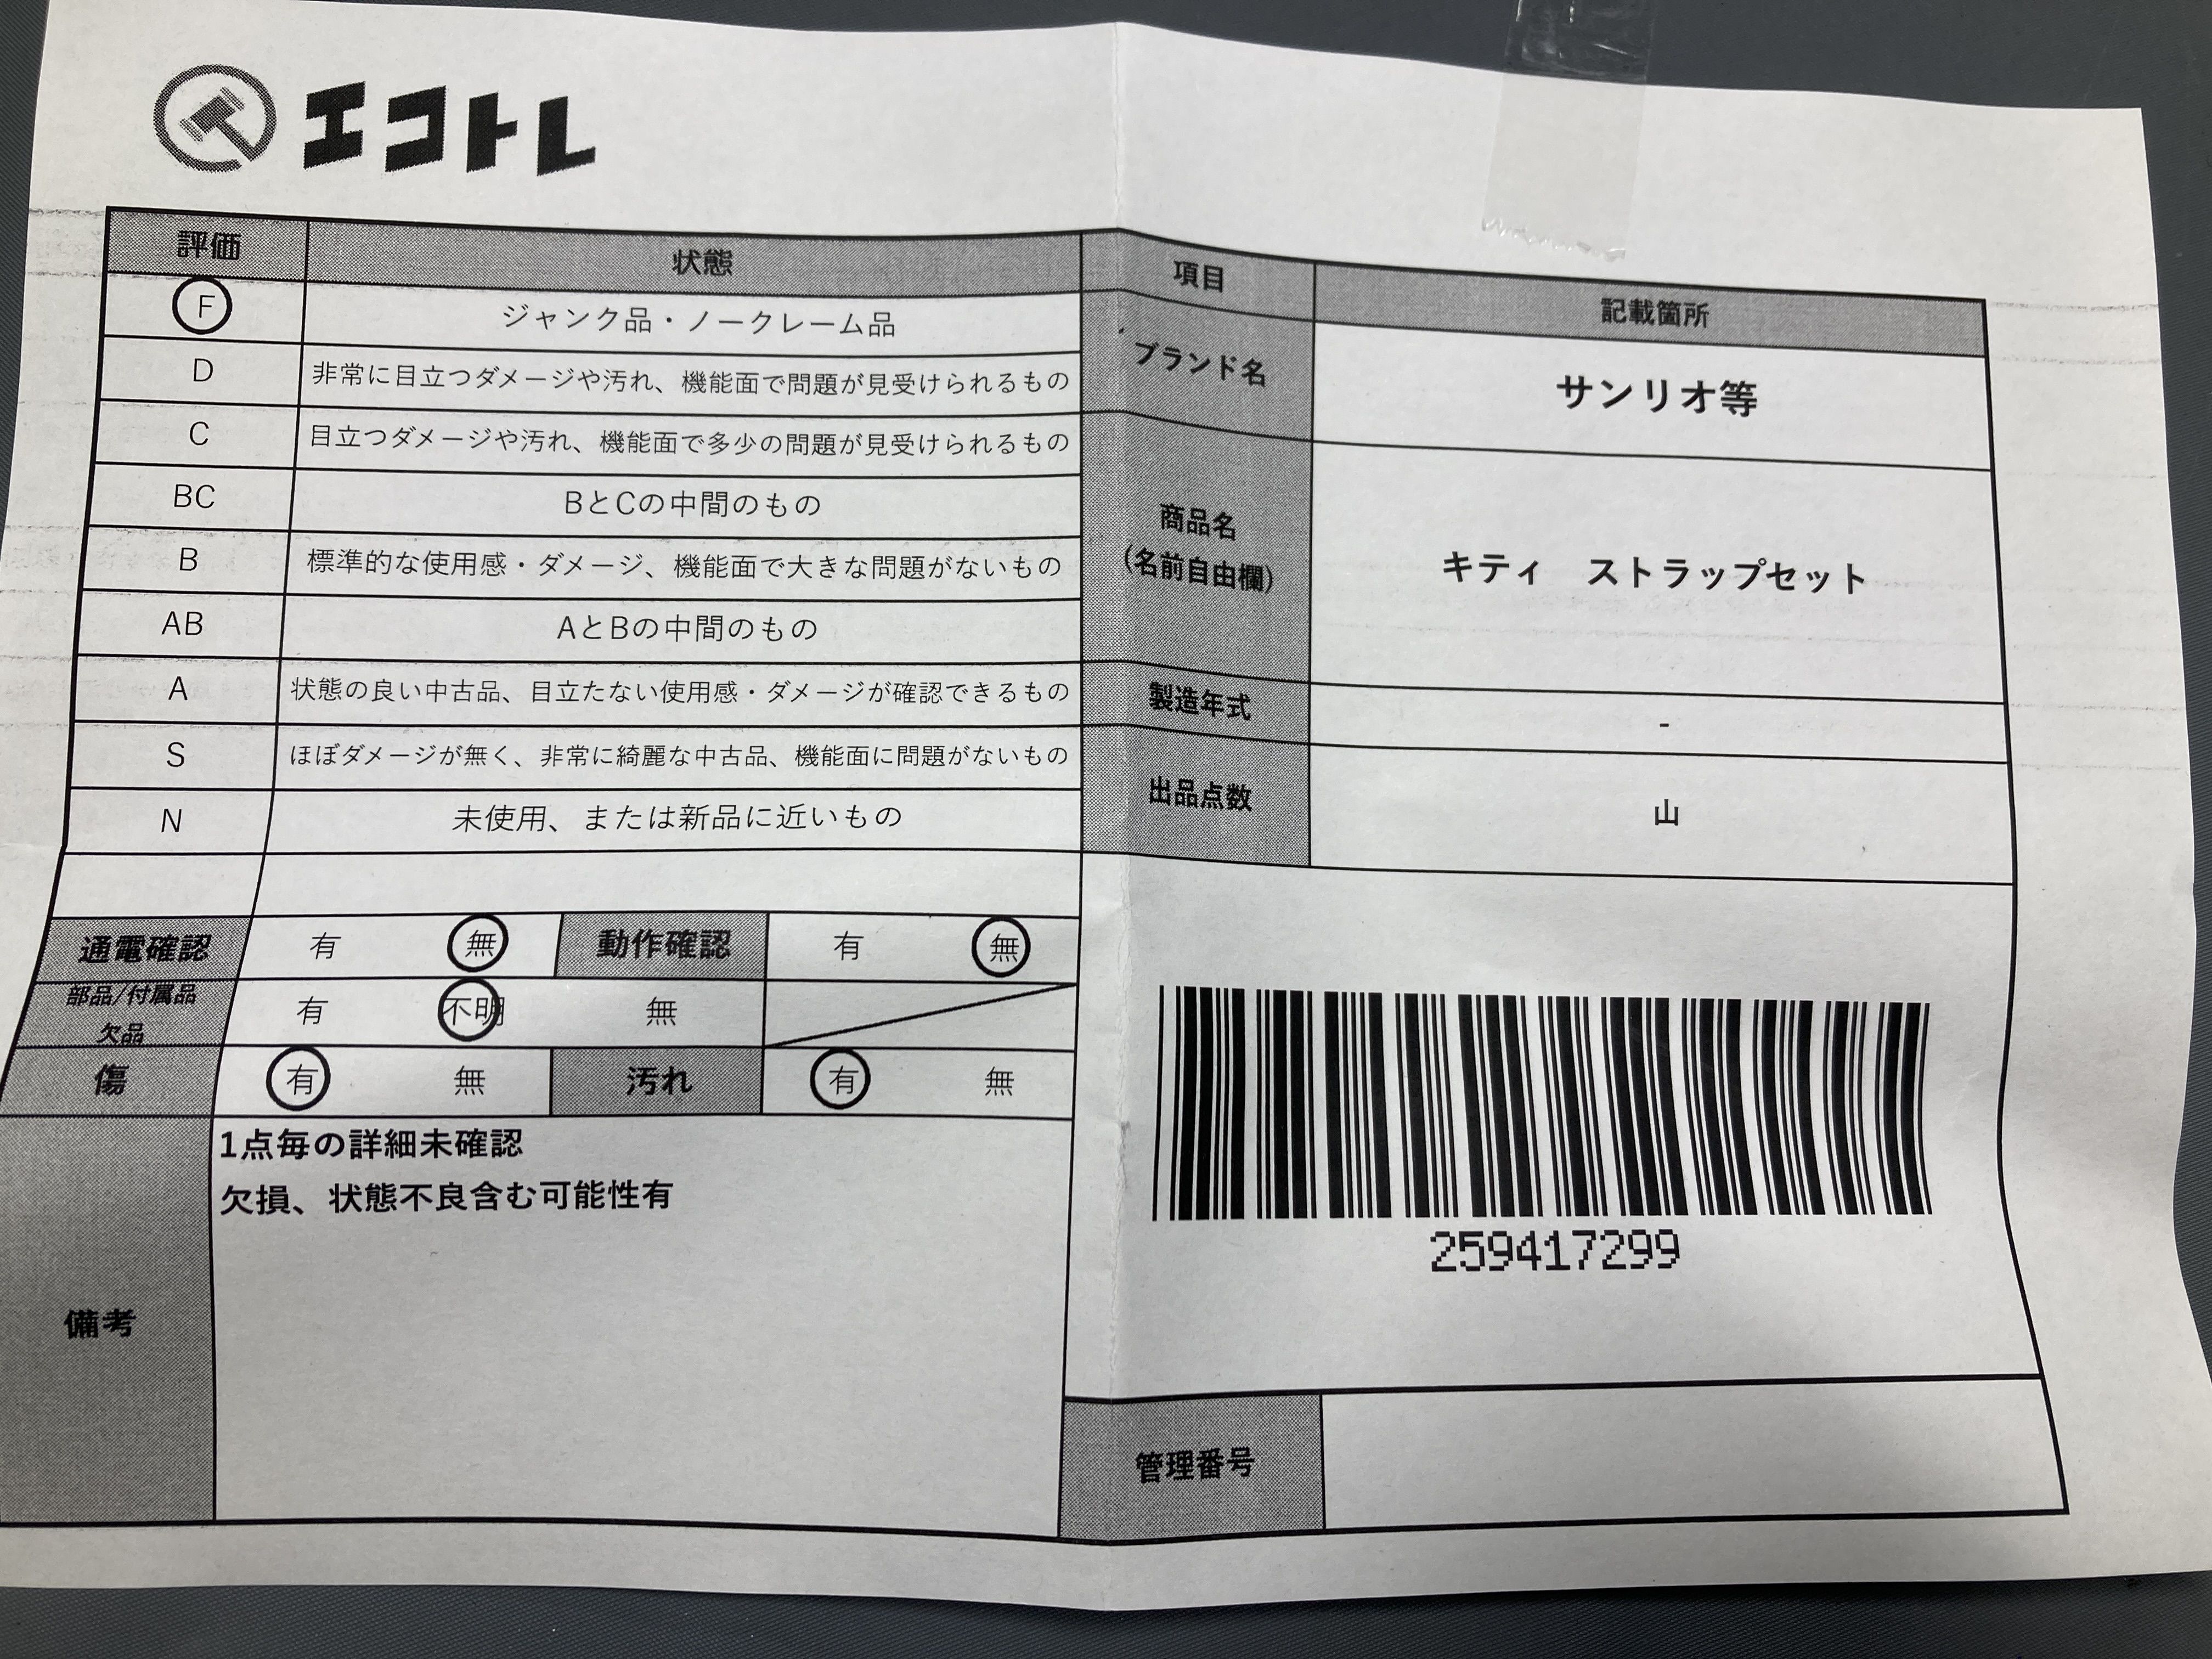 エコトレ
評価 状態
F ジャンク品・ノークレーム品
D 非常に目立つダメージや汚れ、機能面で問題が見受けられるもの
C 目立つダメージや汚れ、機能面で多少の問題が見受けられるもの
BC BとCの中間のもの
B 標準的な使用感・ダメージ、機能面で大きな問題がないもの
AB AとBの中間のもの
A 状態の良い中古品、目立たない使用感・ダメージが確認できるもの
S ほぼダメージが無く、非常に綺麗な中古品、機能面に問題がないもの
N 未使用、または新品に近いもの
通電確認 有 無 動作確認 有 無
部品/付属品
欠品 有 不明 無
傷 有 無 汚れ 有 無
備考
1点毎の詳細未確認
欠損、状態不良含む可能性有
項目 記載箇所
ブランド名 サンリオ等
商品名
(名前自由欄) キティ ストラップセット
製造年式 -
出品点数 山
259417299
管理番号